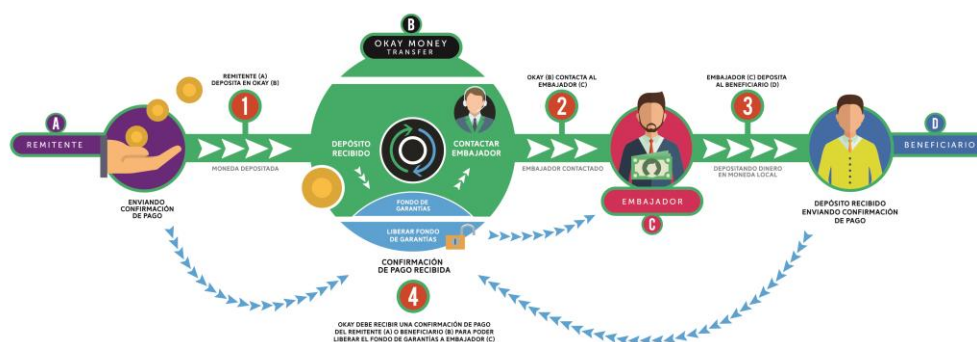 B
OKAY MONEY
TRANSFER
REMITENTE (A)
DEPOSITA EN OKAY (B)
1
OKAY (B) CONTACTA AL
EMBAJADOR (C)
2
EMBAJADOR (C) DEPOSITA
AL BENEFICIARIO (D)
3
A
REMITENTE
MONEDA DEPOSITADA
DEPÓSITO
RECIBIDO
CONTACTAR
EMBAJADOR
EMBAJADOR CONTACTADO
DEPOSITANDO DINERO
EN MONEDA LOCAL
D
BENEFICIARIO
ENVIANDO
CONFIRMACIÓN
DE PAGO
FONDO DE
GARANTÍAS
EMBAJADOR
C
DEPÓSITO RECIBIDO
ENVIANDO CONFIRMACIÓN
DE PAGO
LIBERAR FONDO
DE GARANTÍAS
CONFIRMACIÓN
DE PAGO RECIBIDA
4
OKAY DEBE RECIBIR UNA CONFIRMACIÓN DE PAGO
DEL REMITENTE (A) O BENEFICIARIO (B) PARA PODER
LIBERAR EL FONDO DE GARANTÍAS A EMBAJADOR (C)